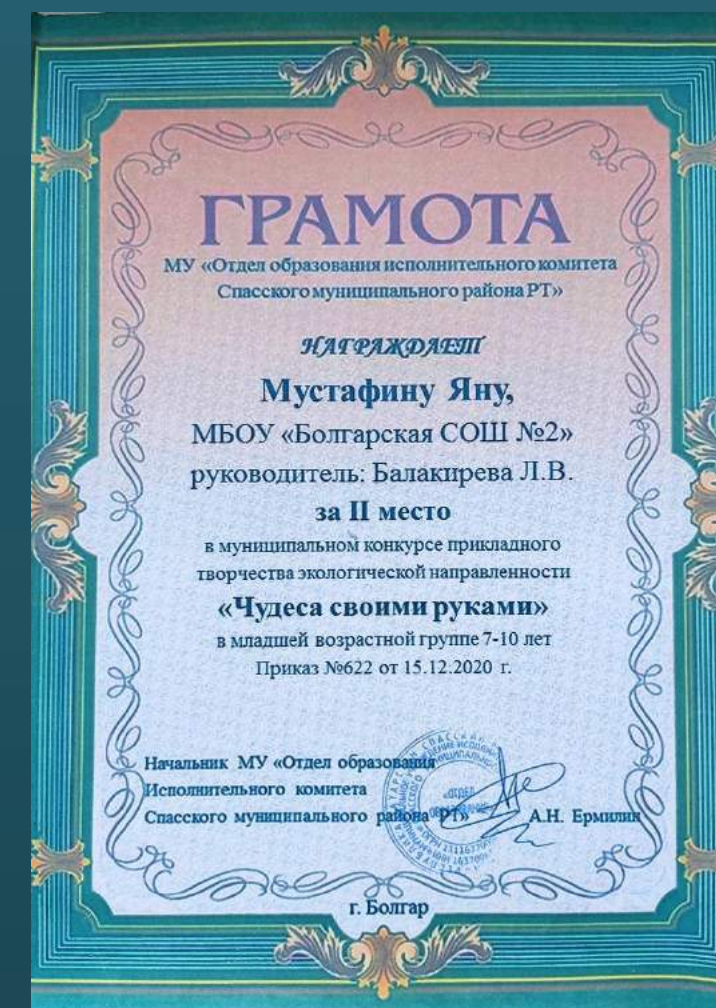 ГРАМОТА
МУ «Отдел образования исполнительного комитета
Спасского муниципального района РТ»
НАГРАЖДАЕТ
Мустафину Яну,
МБОУ «Болгарская СОШ №2»
руководитель: Балакирева Л.В.
за II место
в муниципальном конкурсе прикладного
творчества экологической направленности
«Чудеса своими руками»
в младшей возрастной группе 7-10 лет
Приказ №622 от 15.12.2020 г.
Начальник МУ «Отдел образования
Исполнительного комитета
Спасского муниципального района РТ» А.Н. Ермилин
г. Болгар